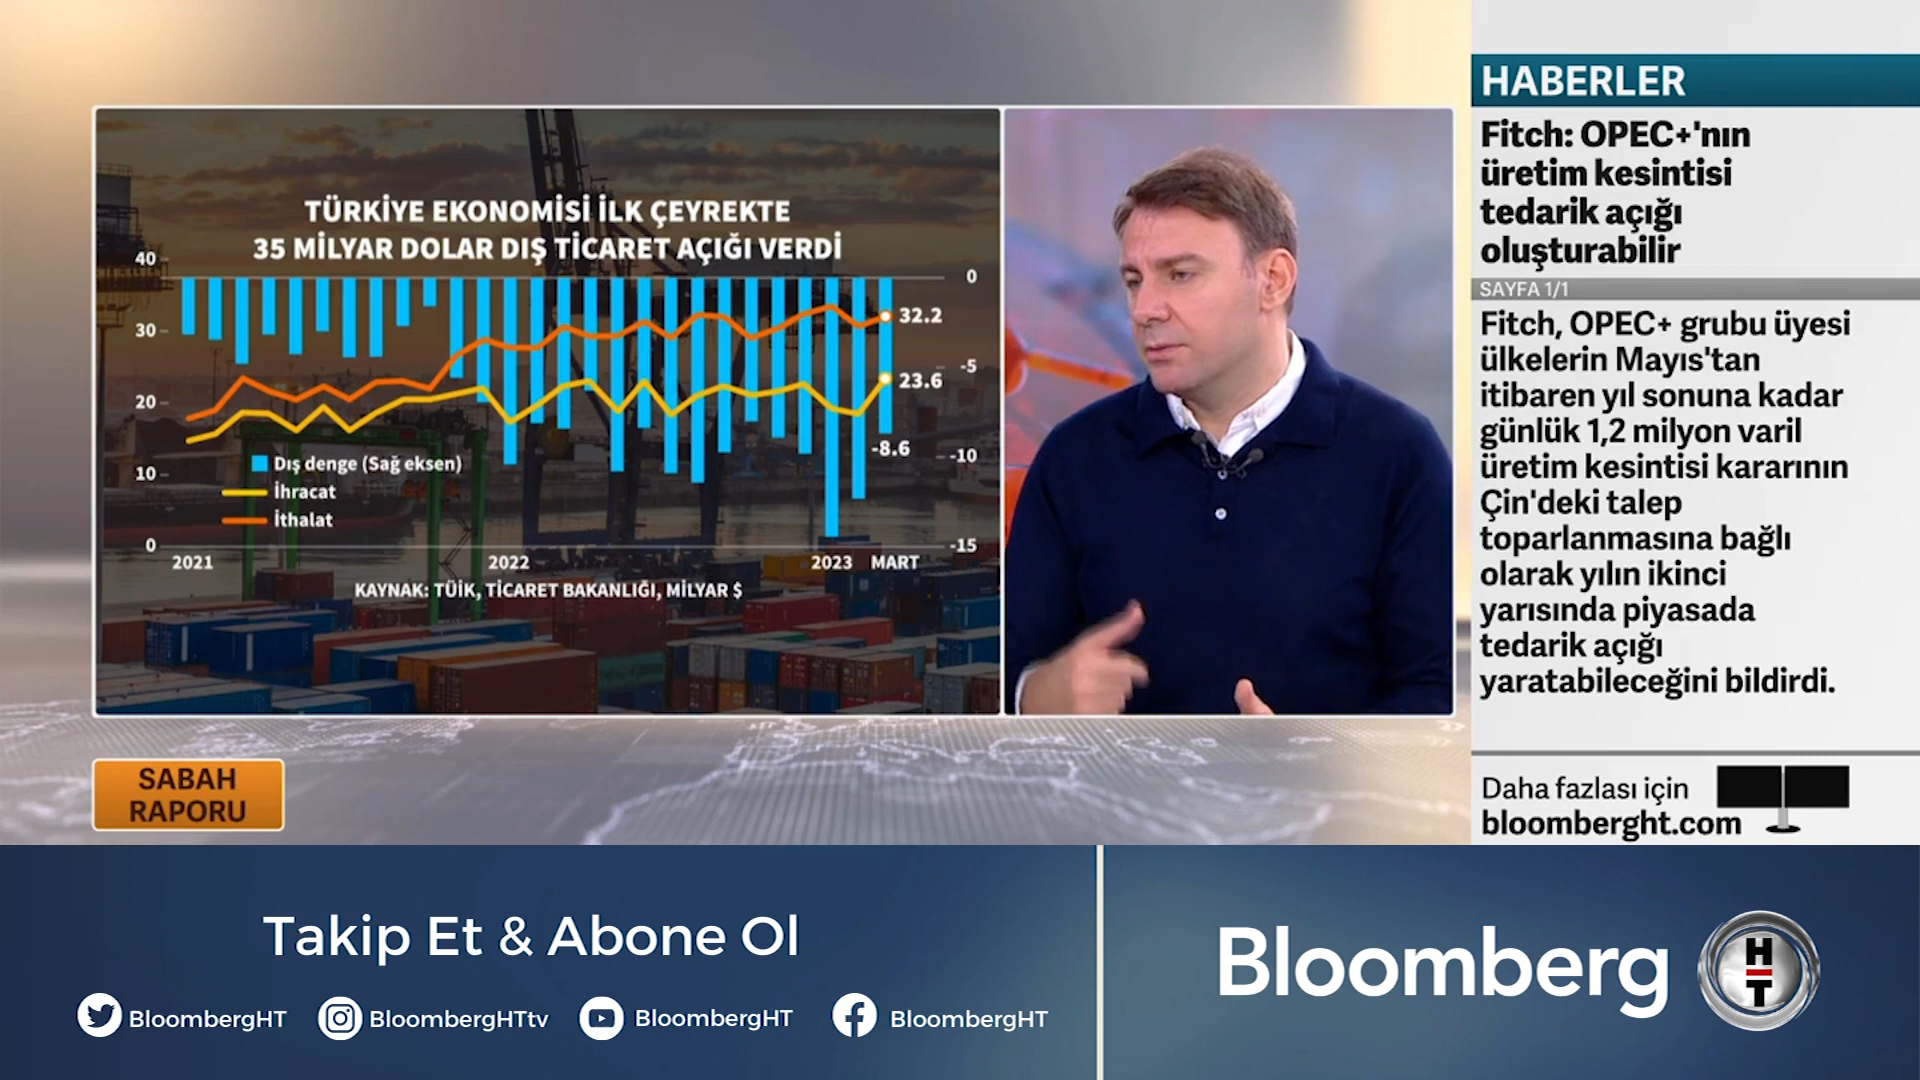 TÜRKİYE EKONOMİSİ İLK ÇEYREKTE
35 MİLYAR DOLAR DIŞ TİCARET AÇIĞI VERDİ
40
30
20
10
0
0
-5
-10
-15
32.2
23.6
-8.6
Dış denge (Sağ eksen)
İhracat
İthalat
2021
2022
2023
MART
KAYNAK: TÜİK, TİCARET BAKANLIĞI, MİLYAR $
SABAH
RAPORU
HABERLER
Fitch: OPEC+'nın
üretim kesintisi
tedarik açığı
oluşturabilir
SAYFA 1/1
Fitch, OPEC+ grubu üyesi
ülkelerin Mayıs'tan
itibaren yıl sonuna kadar
günlük 1,2 milyon varil
üretim kesintisi kararının
Çin'deki talep
toparlanmasına bağlı
olarak yılın ikinci
yarısında piyasada
tedarik açığı
yaratabileceğini bildirdi.
Daha fazlası için
bloomberght.com
Takip Et & Abone Ol
BloombergHT
BloombergHTtv
BloombergHT
BloombergHT
Bloomberg HT